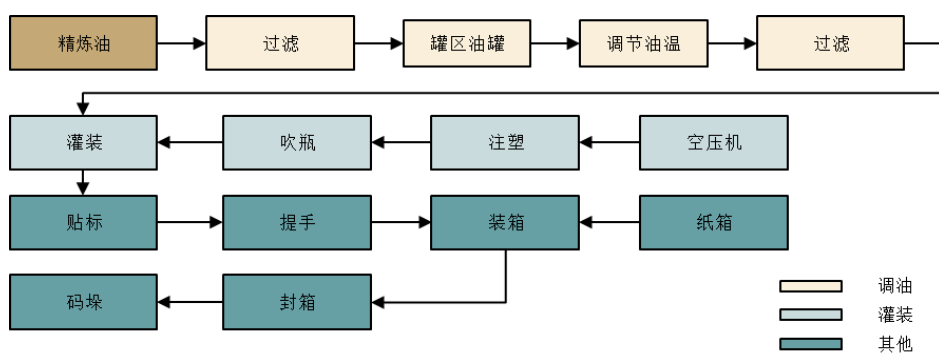 精炼油 过滤 罐区油罐 调节油温 过滤
灌装 吹瓶 注塑 空压机
贴标 提手 装箱 纸箱
码垛 封箱
调油
灌装
其他